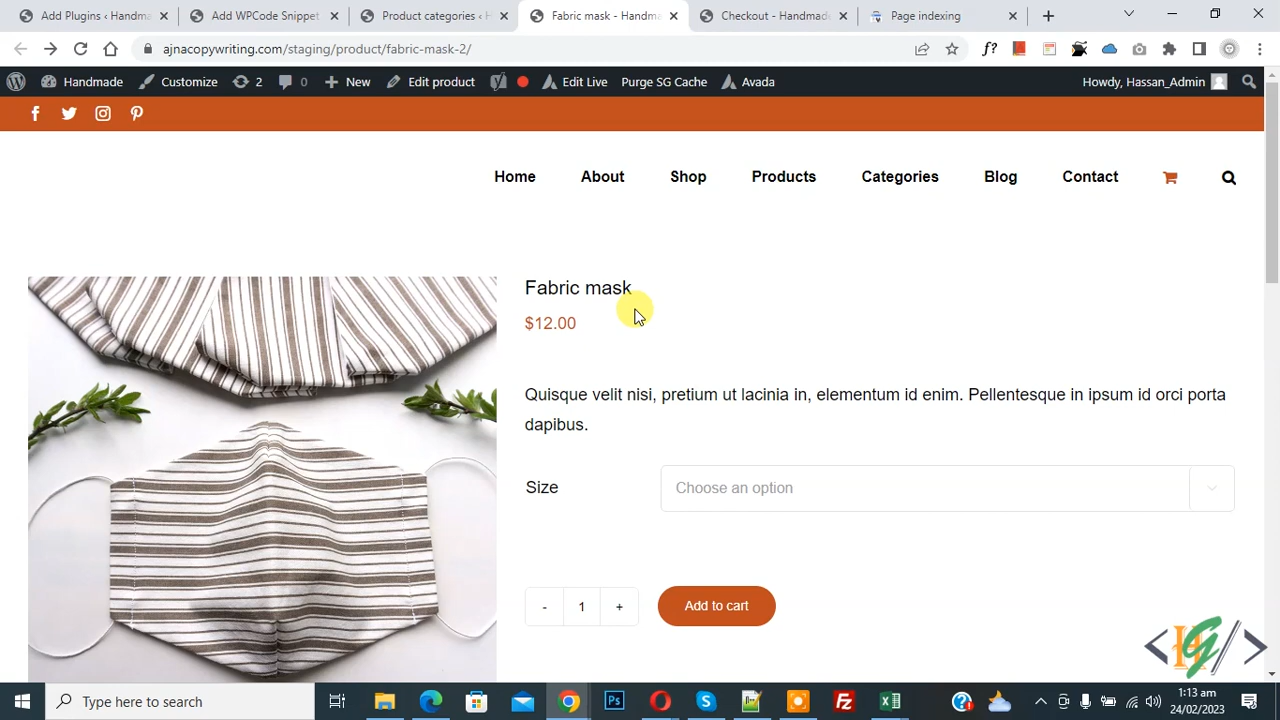 Add Plugins ‹ Handma
Add WPCode Snippet
Product categories ‹ H
Fabric mask - Handma
Checkout - Handmade
Page indexing
ajnacopywriting.com/staging/product/fabric-mask-2/
f?
Handmade
Customize
2
0
New
Edit product
Edit Live
Purge SG Cache
Avada
Howdy, Hassan_Admin
Home
About
Shop
Products
Categories
Blog
Contact
Fabric mask
$12.00
Quisque velit nisi, pretium ut lacinia in, elementum id enim. Pellentesque in ipsum id orci porta
dapibus.
Size
Choose an option
-
1
+
Add to cart
<HG/>
Type here to search
Ps
1:13 am
24/02/2023